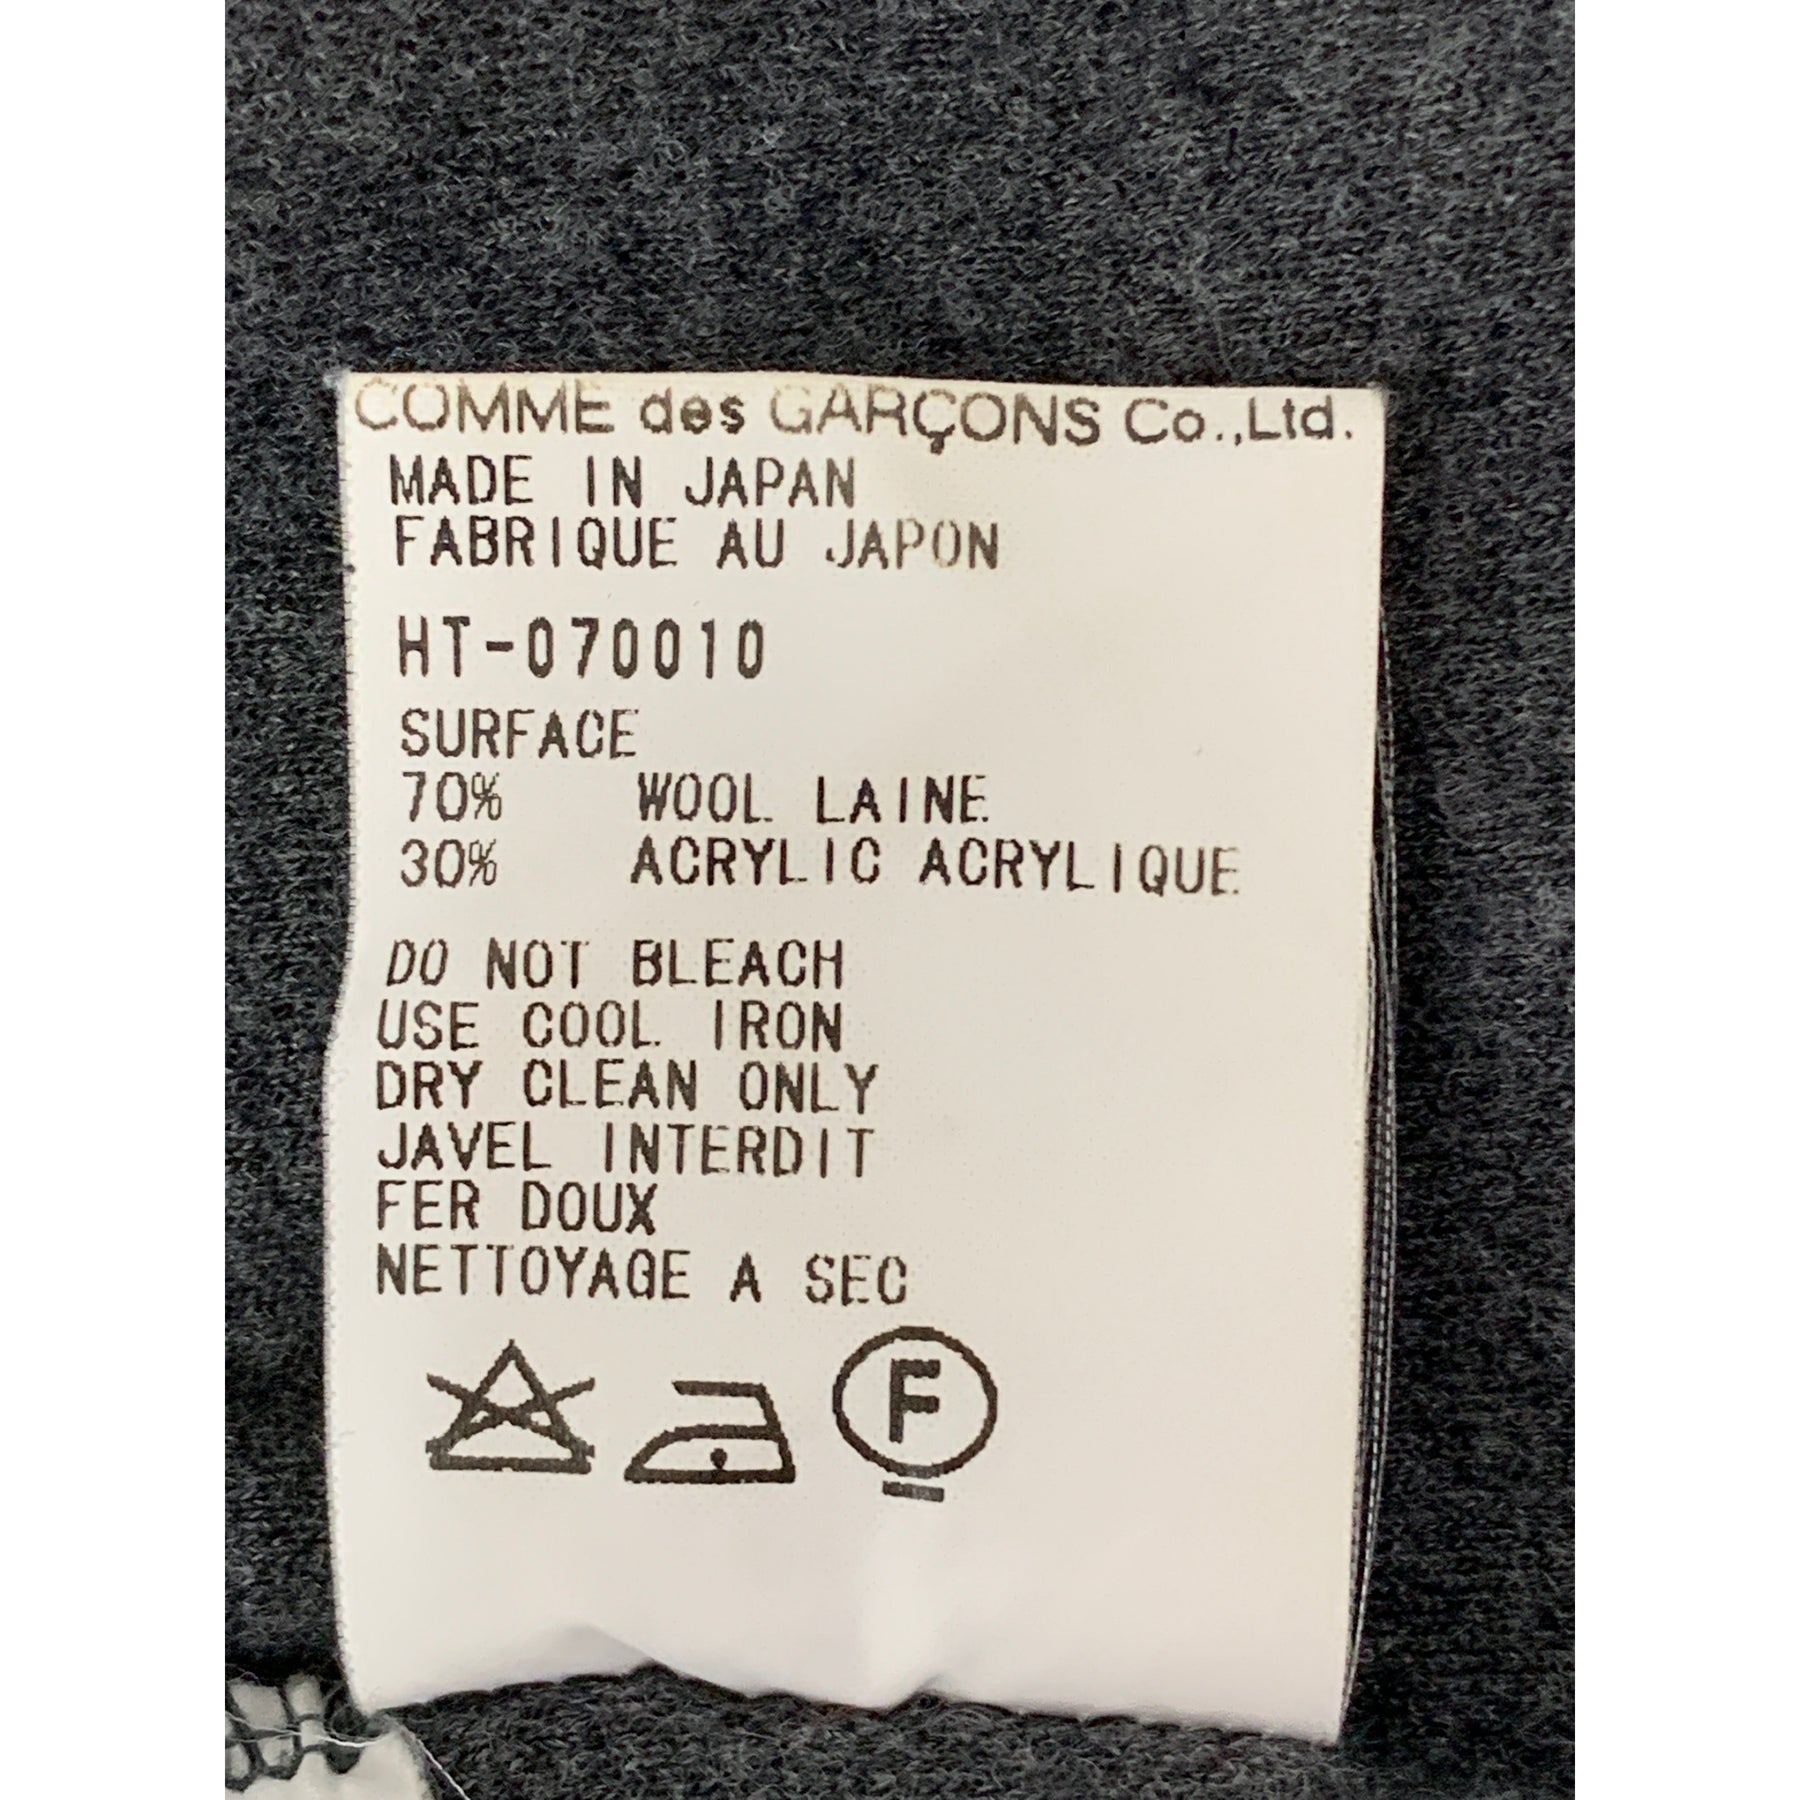 COMME des GARÇONS Co.,Ltd.
MADE IN JAPAN
FABRIQUE AU JAPON
HT-070010
SURFACE
70% WOOL LAINE
30% ACRYLIC ACRYLIQUE
DO NOT BLEACH
USE COOL IRON
DRY CLEAN ONLY
JAVEL INTERDIT
FER DOUX
NETTOYAGE A SEC
F